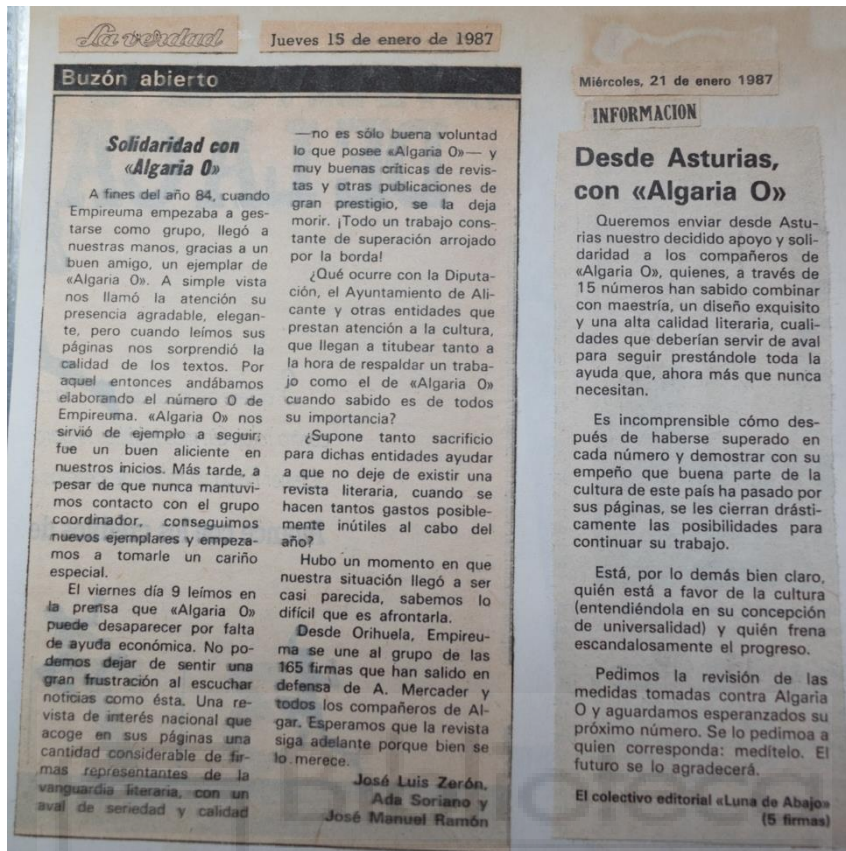 La verdad
Jueves 15 de enero de 1987
Buzón abierto
Solidaridad con
«Algaria 0»
A fines del año 84, cuando
Empireuma empezaba a ges-
tarse como grupo, llegó a
nuestras manos, gracias a un
buen amigo, un ejemplar de
«Algaria 0». A simple vista
nos llamó la atención su
presencia agradable, elegan-
te, pero cuando leímos sus
páginas nos sorprendió la
calidad de los textos. Por
aquel entonces andábamos
elaborando el número 0 de
Empireuma. «Algaria 0» nos
sirvió de ejemplo a seguir;
fue un buen aliciente en
nuestros inicios. Más tarde, a
pesar de que nunca mantuvi-
mos contacto con el grupo
coordinador, conseguimos
nuevos ejemplares y empeza-
mos a tomarle un cariño
especial.
El viernes día 9 leímos en
la prensa que «Algaria 0»
puede desaparecer por falta
de ayuda económica. No po-
demos dejar de sentir una
gran frustración al escuchar
noticias como ésta. Una re-
vista de interés nacional que
acoge en sus páginas una
cantidad considerable de fir-
mas representantes de la
vanguardia literaria, con un
aval de seriedad y calidad
—no es sólo buena voluntad
lo que posee «Algaria 0»— y
muy buenas críticas de revis-
tas y otras publicaciones de
gran prestigio, se la deja
morir. ¡Todo un trabajo cons-
tante de superación arrojado
por la borda!
¿Qué ocurre con la Diputa-
ción, el Ayuntamiento de Ali-
cante y otras entidades que
prestan atención a la cultura,
que llegan a titubear tanto a
la hora de respaldar un traba-
jo como el de «Algaria 0»
cuando sabido es de todos
su importancia?
¿Supone tanto sacrificio
para dichas entidades ayudar
a que no deje de existir una
revista literaria, cuando se
hacen tantos gastos posible-
mente inútiles al cabo del
año?
Hubo un momento en que
nuestra situación llegó a ser
casi parecida, sabemos lo
difícil que es afrontarla.
Desde Orihuela, Empireu-
ma se une al grupo de las
165 firmas que han salido en
defensa de A. Mercader y
todos los compañeros de Al-
gar. Esperamos que la revista
siga adelante porque bien se
lo merece.
José Luis Zerón,
Ada Soriano y
José Manuel Ramón
Miércoles, 21 de enero 1987
INFORMACION
Desde Asturias,
con «Algaria O»
Queremos enviar desde Astu-
rias nuestro decidido apoyo y soli-
daridad a los compañeros de
«Algaria O», quienes, a través de
15 números han sabido combinar
con maestría, un diseño exquisito
y una alta calidad literaria, cuali-
dades que deberían servir de aval
para seguir prestándole toda la
ayuda que, ahora más que nunca
necesitan.
Es incomprensible cómo des-
pués de haberse superado en
cada número y demostrar con su
empeño que buena parte de la
cultura de este país ha pasado por
sus páginas, se les cierran drásti-
camente las posibilidades para
continuar su trabajo.
Está, por lo demás bien claro,
quién está a favor de la cultura
(entendiéndola en su concepción
de universalidad) y quién frena
escandalosamente el progreso.
Pedimos la revisión de las
medidas tomadas contra Algaria
O y aguardamos esperanzados su
próximo número. Se lo pedimoa a
quien corresponda: medítelo. El
futuro se lo agradecerá.
El colectivo editorial «Luna de Abajo»
(5 firmas)
Biblioteca